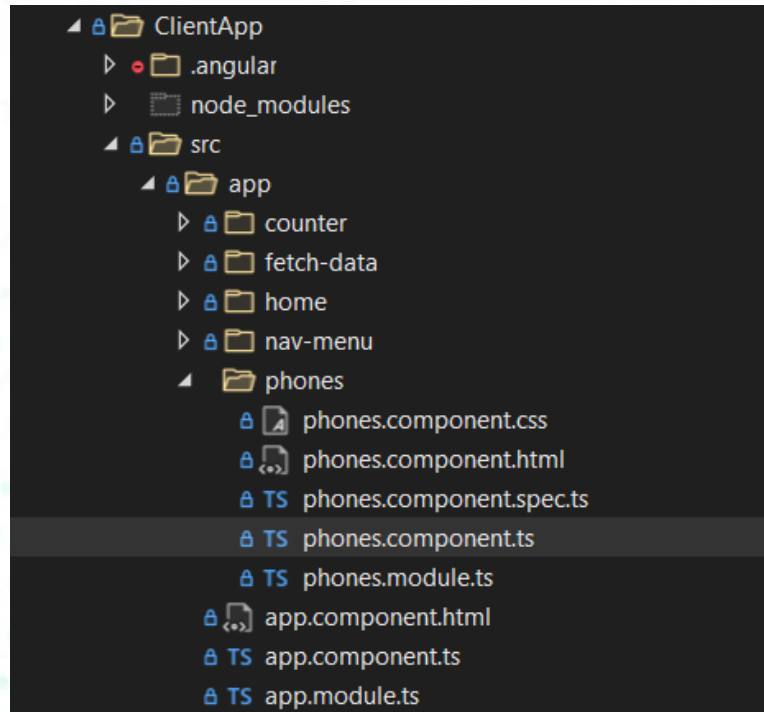 ClientApp
.angular
node_modules
src
app
counter
fetch-data
home
nav-menu
phones
phones.component.css
phones.component.html
TS phones.component.spec.ts
TS phones.component.ts
TS phones.module.ts
app.component.html
TS app.component.ts
TS app.module.ts